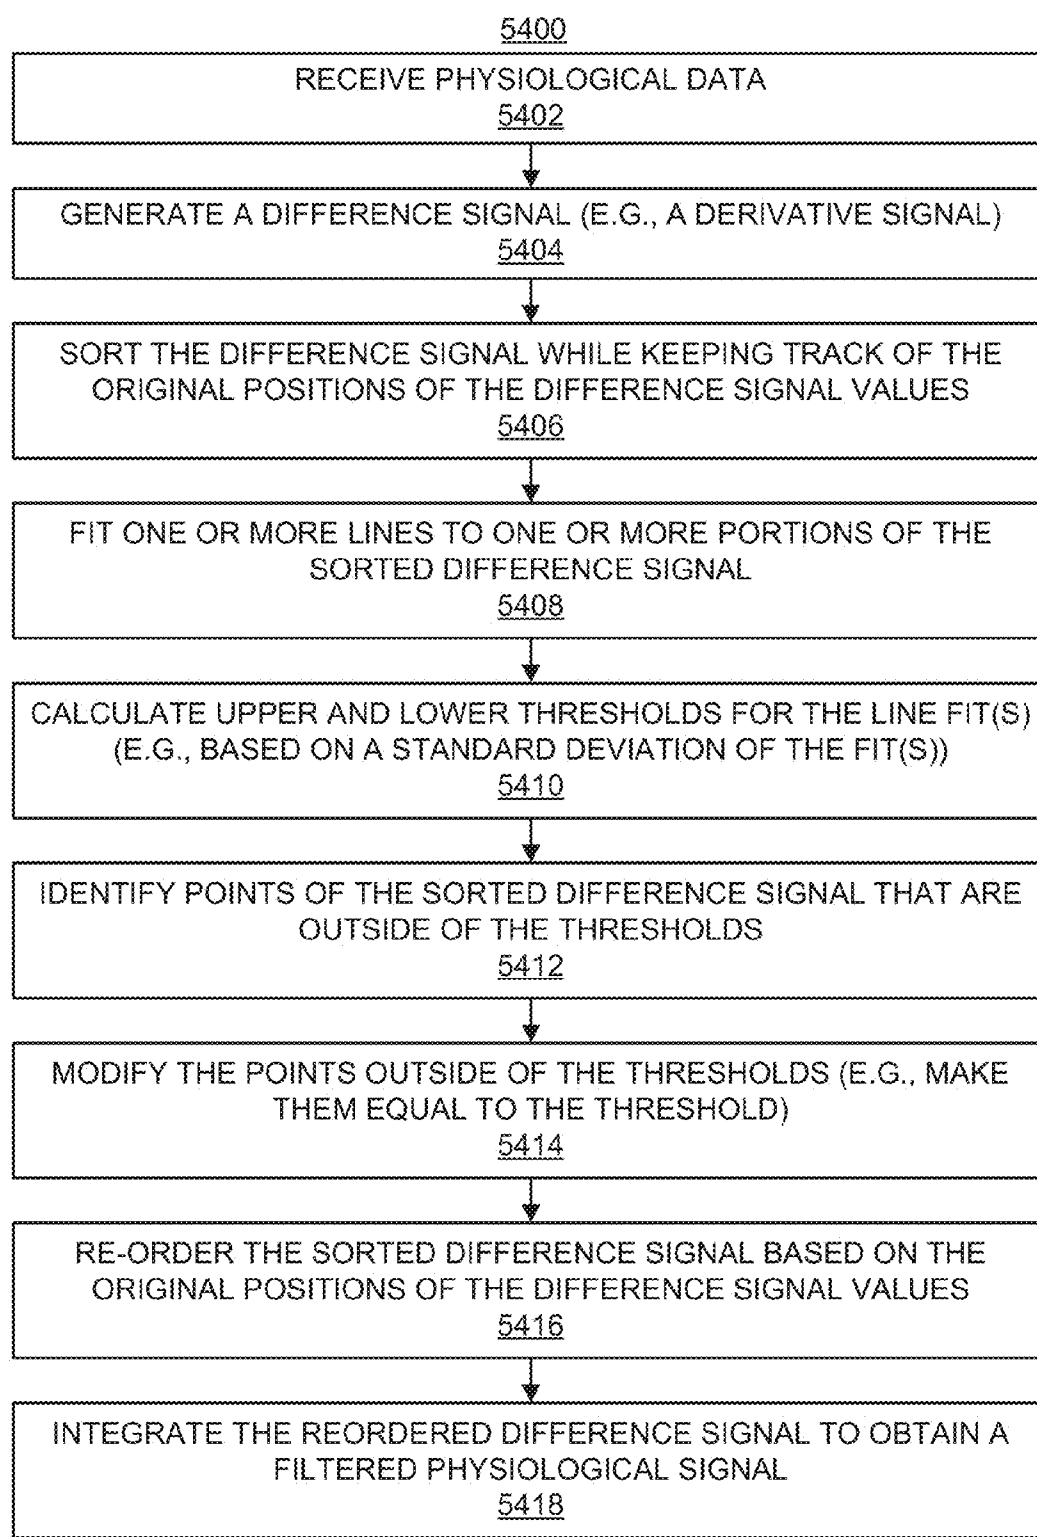 5400
RECEIVE PHYSIOLOGICAL DATA
5402
GENERATE A DIFFERENCE SIGNAL (E.G., A DERIVATIVE SIGNAL)
5404
SORT THE DIFFERENCE SIGNAL WHILE KEEPING TRACK OF THE
ORIGINAL POSITIONS OF THE DIFFERENCE SIGNAL VALUES
5406
FIT ONE OR MORE LINES TO ONE OR MORE PORTIONS OF THE
SORTED DIFFERENCE SIGNAL
5408
CALCULATE UPPER AND LOWER THRESHOLDS FOR THE LINE FIT(S)
(E.G., BASED ON A STANDARD DEVIATION OF THE FIT(S))
5410
IDENTIFY POINTS OF THE SORTED DIFFERENCE SIGNAL THAT ARE
OUTSIDE OF THE THRESHOLDS
5412
MODIFY THE POINTS OUTSIDE OF THE THRESHOLDS (E.G., MAKE
THEM EQUAL TO THE THRESHOLD)
5414
RE-ORDER THE SORTED DIFFERENCE SIGNAL BASED ON THE
ORIGINAL POSITIONS OF THE DIFFERENCE SIGNAL VALUES
5416
INTEGRATE THE REORDERED DIFFERENCE SIGNAL TO OBTAIN A
FILTERED PHYSIOLOGICAL SIGNAL
5418